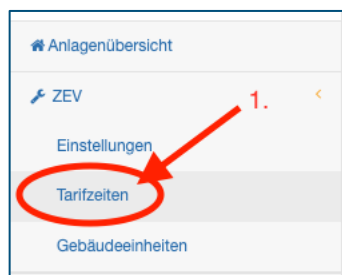 Anlagenübersicht
ZEV
1.
Einstellungen
Tarifzeiten
Gebäudeeinheiten